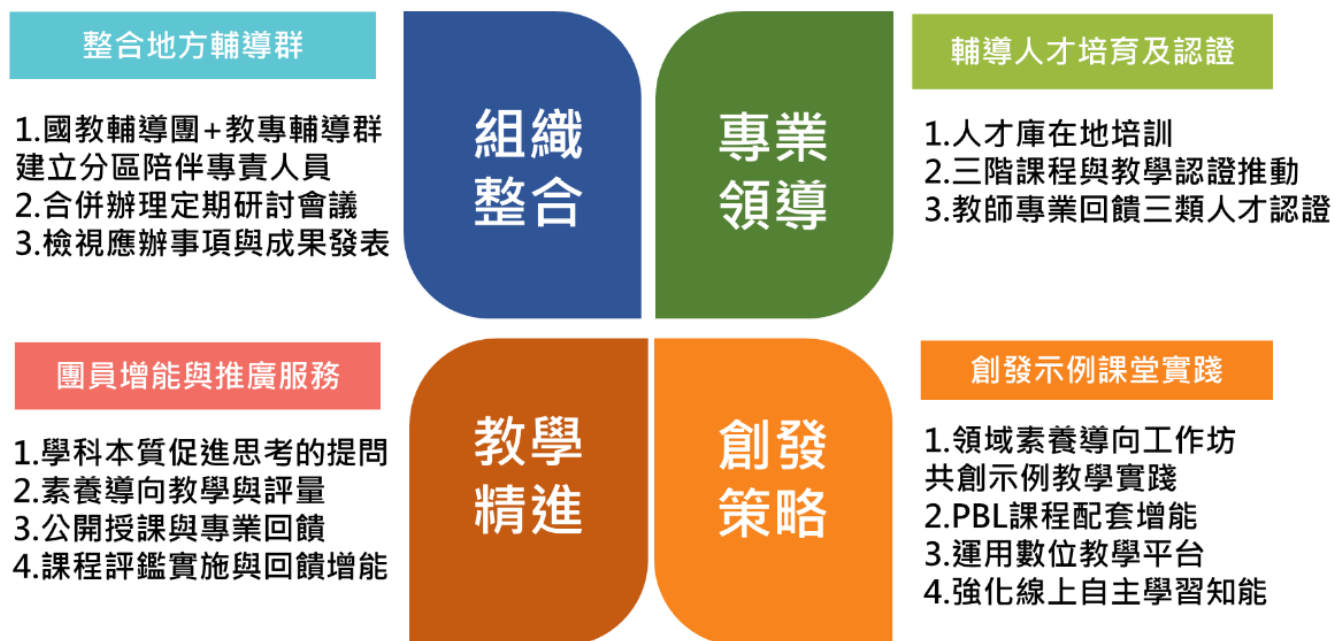 整合地方輔導群
1.國教輔導團+教專輔導群
建立分區陪伴專責人員
2.合併辦理定期研討會議
3.檢視應辦事項與成果發表
組織
整合
專業
領導
輔導人才培育及認證
1.人才庫在地培訓
2.三階課程與教學認證推動
3.教師專業回饋三類人才認證
團員增能與推廣服務
1.學科本質促進思考的提問
2.素養導向教學與評量
3.公開授課與專業回饋
4.課程評鑑實施與回饋增能
教學
精進
創發
策略
創發示例課堂實踐
1.領域素養導向工作坊
共創示例教學實踐
2.PBL課程配套增能
3.運用數位教學平台
4.強化線上自主學習知能